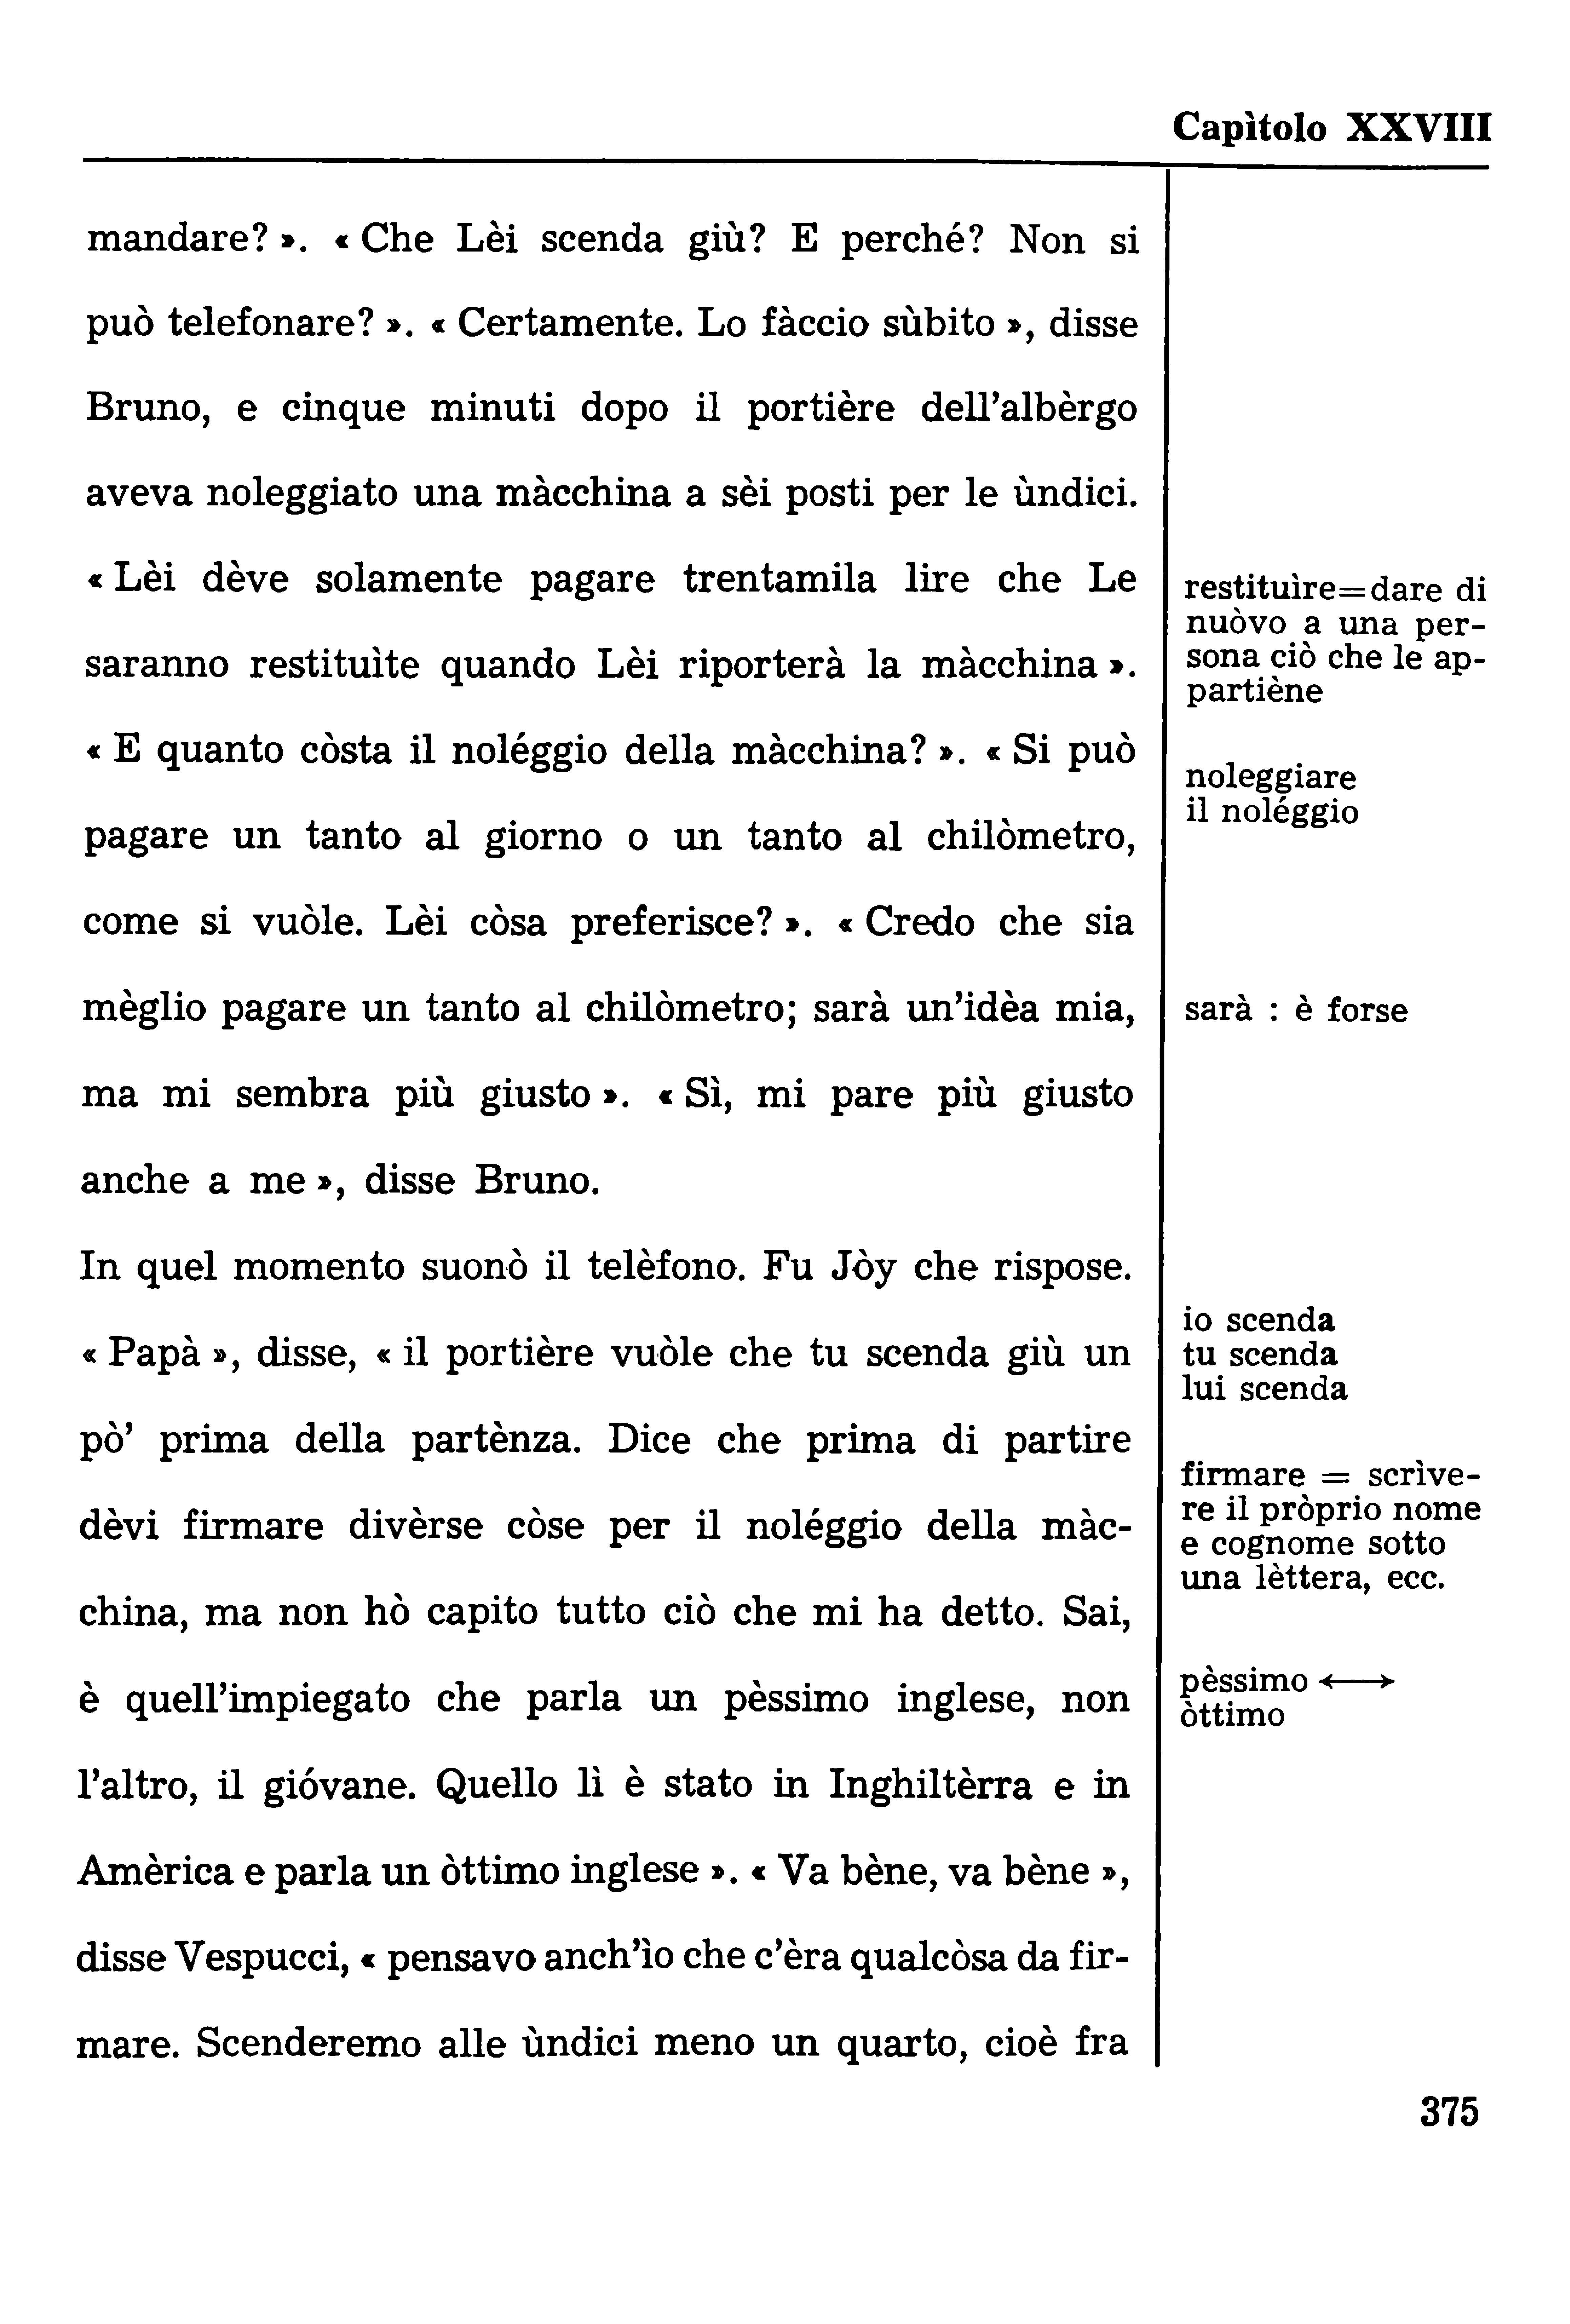 Capìtolo XXVIII
mandare? ». « Che Lèi scenda giù? E perché? Non si
può telefonare? ». « Certamente. Lo fàccio sùbito », disse
Bruno, e cinque minuti dopo il portière dell’albèrgo
aveva noleggiato una màcchina a sèi posti per le ùndici.
« Lèi dève solamente pagare trentamila lire che Le
saranno restituìte quando Lèi riporterà la màcchina ».
« E quanto còsta il noléggio della màcchina? ». « Si può
pagare un tanto al giorno o un tanto al chilòmetro,
come si vuòle. Lèi còsa preferisce? ». « Credo che sia
mèglio pagare un tanto al chilòmetro; sarà un’idèa mia,
ma mi sembra più giusto ». « Sì, mi pare più giusto
anche a me », disse Bruno.
In quel momento suonò il telèfono. Fu Jòy che rispose.
« Papà », disse, « il portière vuòle che tu scenda giù un
pò’ prima della partènza. Dice che prima di partire
dèvi firmare divèrse còse per il noléggio della màc-
china, ma non hò capito tutto ciò che mi ha detto. Sai,
è quell’impiegato che parla un pèssimo inglese, non
l’altro, il gióvane. Quello lì è stato in Inghiltèrra e in
Amèrica e parla un òttimo inglese ». « Va bène, va bène »,
disse Vespucci, « pensavo anch’ìo che c’èra qualcòsa da fir-
mare. Scenderemo alle ùndici meno un quarto, cioè fra
restituìre=dare di
nuòvo a una per-
sona ciò che le ap-
partiène
noleggiare
il noléggio
sarà : è forse
io scenda
tu scenda
lui scenda
firmare = scrìve-
re il pròprio nome
e cognome sotto
una lèttera, ecc.
pèssimo ⟷
òttimo
375